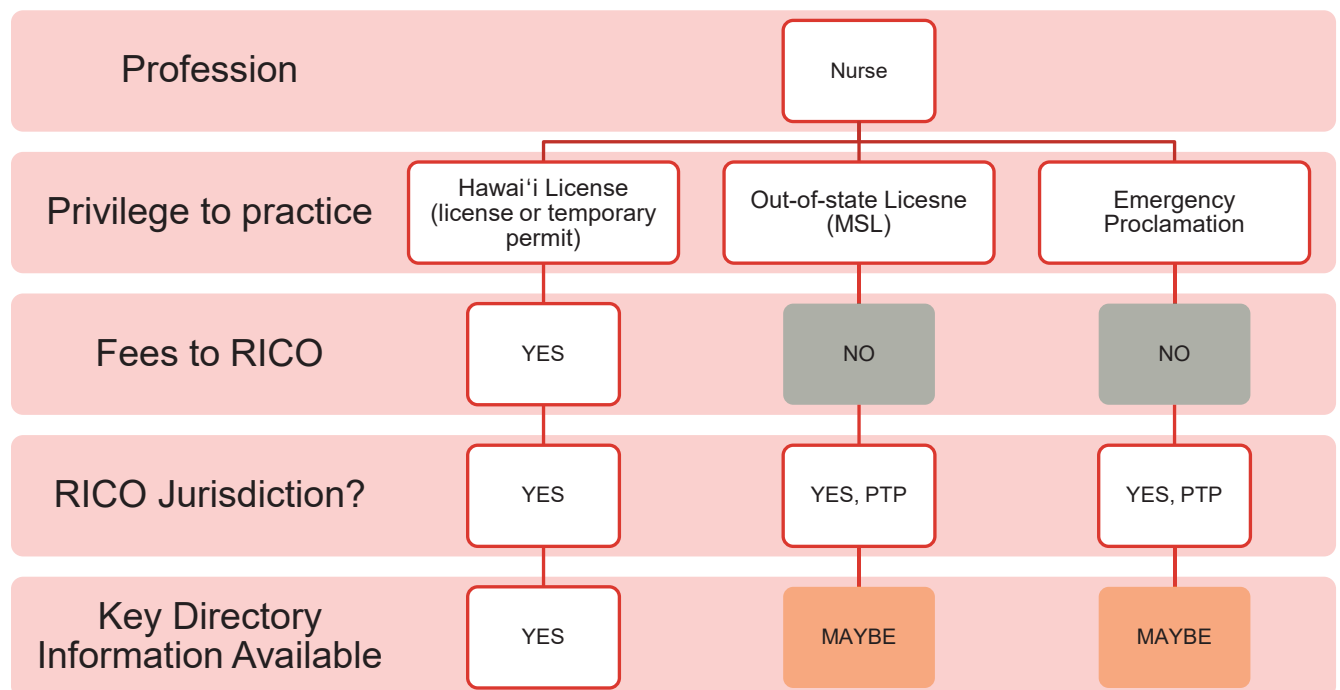 Profession
Nurse
Privilege to practice
Hawaiʻi License
(license or temporary
permit)
Out-of-state Licesne
(MSL)
Emergency
Proclamation
Fees to RICO
YES
NO
NO
RICO Jurisdiction?
YES
YES, PTP
YES, PTP
Key Directory
Information Available
YES
MAYBE
MAYBE